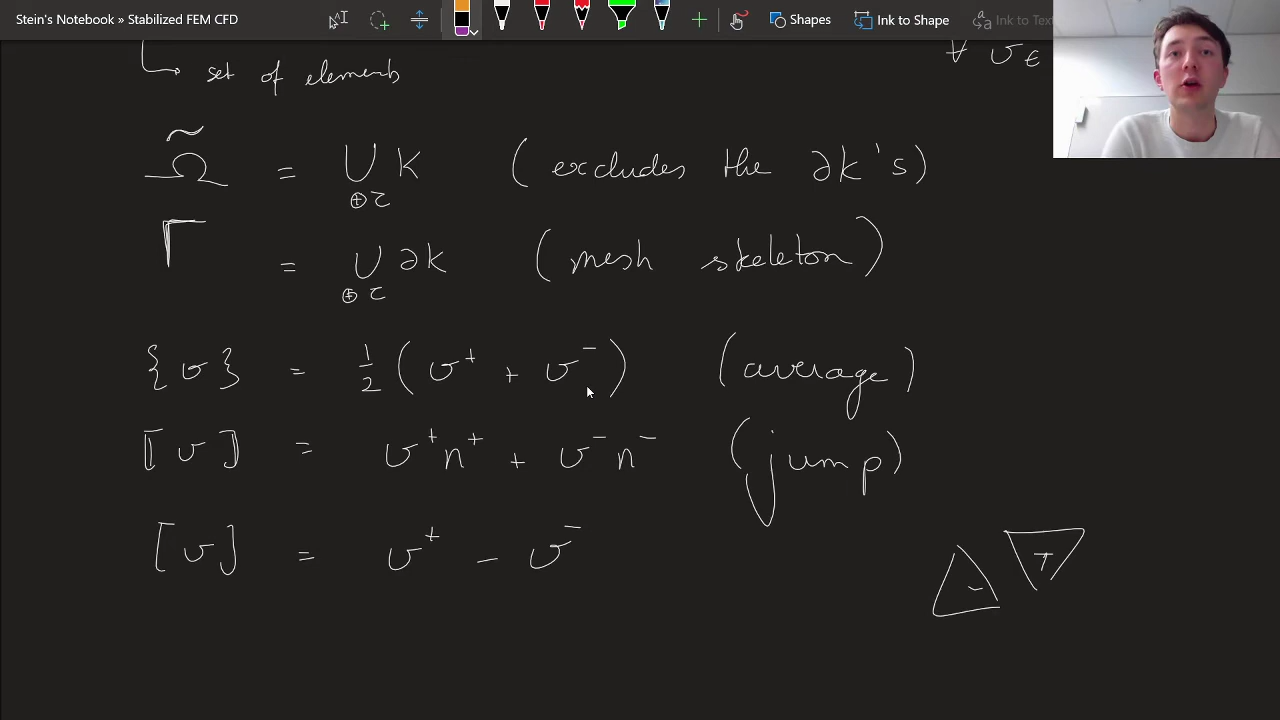 Stein's Notebook » Stabilized FEM CFD
Shapes
Ink to Shape
Ink to Text
↳ set of elements
∀ v ∈
Ω̃ = ∪ K (excludes the ∂k's)
⊕ τ
Γ = ∪ ∂k (mesh skeleton)
⊕ τ
{v} = 1/2 (v⁺ + v⁻) (average)
⟦v⟧ = v⁺n⁺ + v⁻n⁻ (jump)
[v] = v⁺ - v⁻
- +